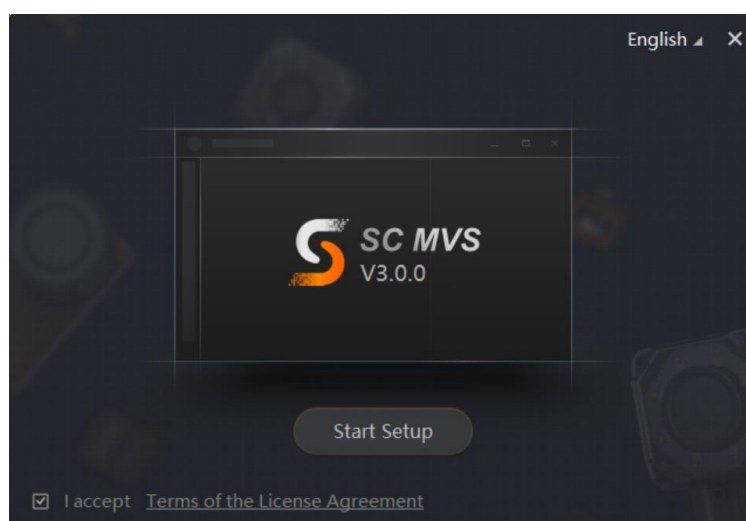 English
SC MVS
V3.0.0
Start Setup
I accept Terms of the License Agreement